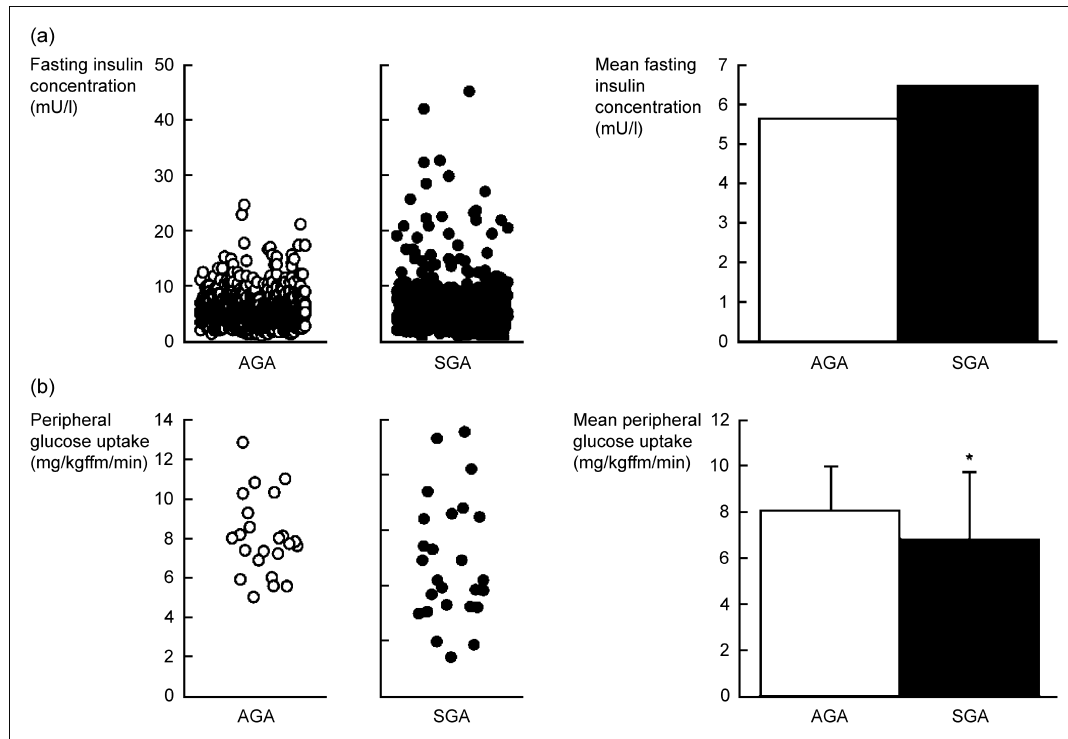 (a)
Fasting insulin
concentration
(mU/l)
50
40
30
20
10
0
AGA
SGA
Mean fasting
insulin
concentration
(mU/l)
7
6
5
4
3
2
1
0
AGA
SGA
(b)
Peripheral
glucose uptake
(mg/kgffm/min)
14
12
10
8
6
4
2
0
AGA
SGA
Mean peripheral
glucose uptake
(mg/kgffm/min)
12
10
8
6
4
2
0
*
AGA
SGA